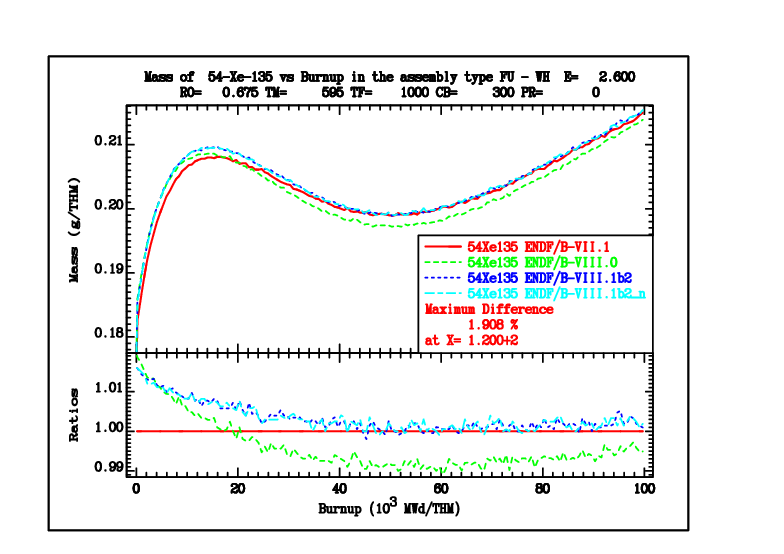 Mass of 54-Xe-135 vs Burnup in the assembly type FU - WH E= 2.600
RO= 0.675 TM= 595 TF= 1000 CB= 300 PR= 0
0.21
0.20
0.19
0.18
Mass (g/THM)
54Xe135 ENDF/B-VII.1
54Xe135 ENDF/B-VIII.0
54Xe135 ENDF/B-VIII.1b2
54Xe135 ENDF/B-VIII.1b2_n
Maximum Difference
1.908 %
at X= 1.200+2
1.01
1.00
0.99
Ratios
0 20 40 60 80 100
Burnup (10^3 MWd/THM)